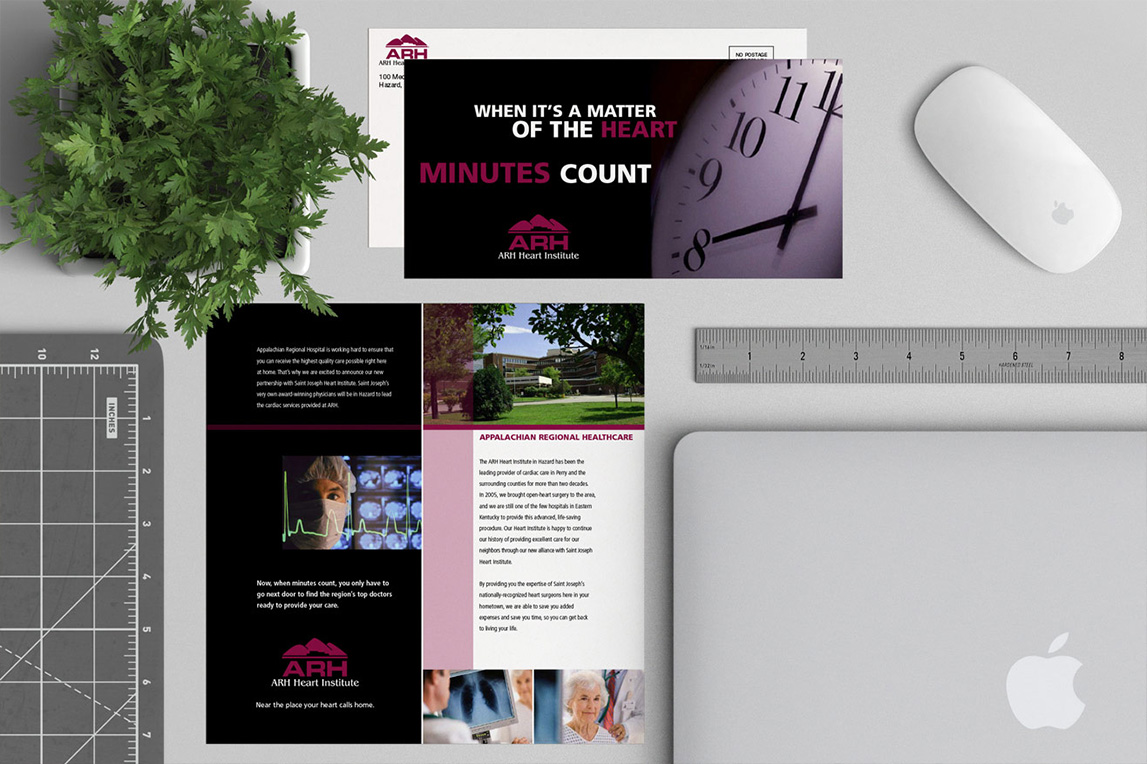 ARH
ARH Hea
100 Med
Hazard,
NO POSTAGE
WHEN IT'S A MATTER
OF THE HEART
MINUTES COUNT
ARH
ARH Heart Institute
8
9
10
11
12
Appalachian Regional Hospital is working hard to ensure that
you can receive the highest quality care possible right here
at home. That's why we are excited to announce our new
partnership with Saint Joseph Heart Institute. Saint Joseph's
very own award-winning physicians will be in Hazard to lead
the cardiac services provided at ARH.
Now, when minutes count, you only have to
go next door to find the region's top doctors
ready to provide your care.
ARH
ARH Heart Institute
Near the place your heart calls home.
APPALACHIAN REGIONAL HEALTHCARE
The ARH Heart Institute in Hazard has been the
leading provider of cardiac care in Perry and the
surrounding counties for more than two decades.
In 2005, we brought open-heart surgery to the area,
and we are still one of the few hospitals in Eastern
Kentucky to provide this advanced, life-saving
procedure. Our Heart Institute is happy to continue
our history of providing excellent care for our
neighbors through our new alliance with Saint Joseph
Heart Institute.
By providing you the expertise of Saint Joseph's
nationally-recognized heart surgeons here in your
hometown, we are able to save you added
expenses and save you time, so you can get back
to living your life.
1/16in
1 2 3 4 5 6 7 8
1/32in
HARDENED STEEL
10 12
INCHES
1
2
3
4
5
6
7